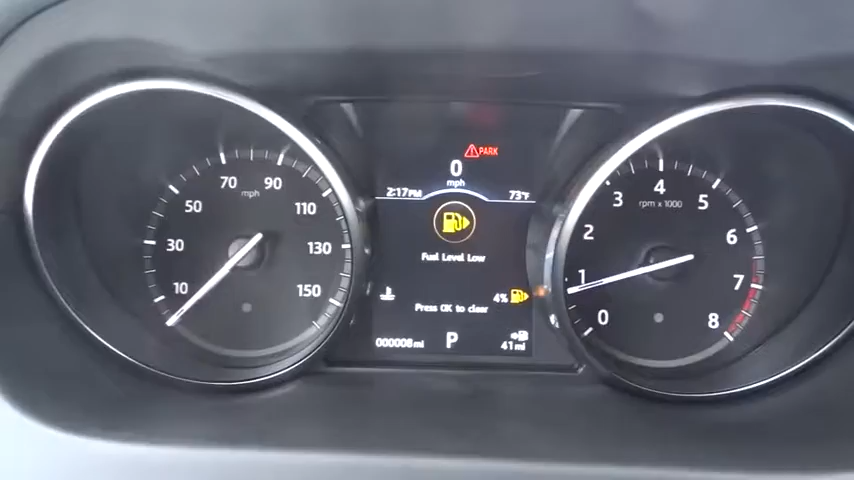 10
30
50
70
90
110
130
150
mph
PARK
0
mph
2:17PM
73°F
Fuel Level Low
4%
Press OK to clear
000008mi
P
41mi
0
1
2
3
4
5
6
7
8
rpm x 1000